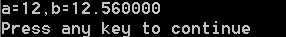 a=12,b=12.560000
Press any key to continue